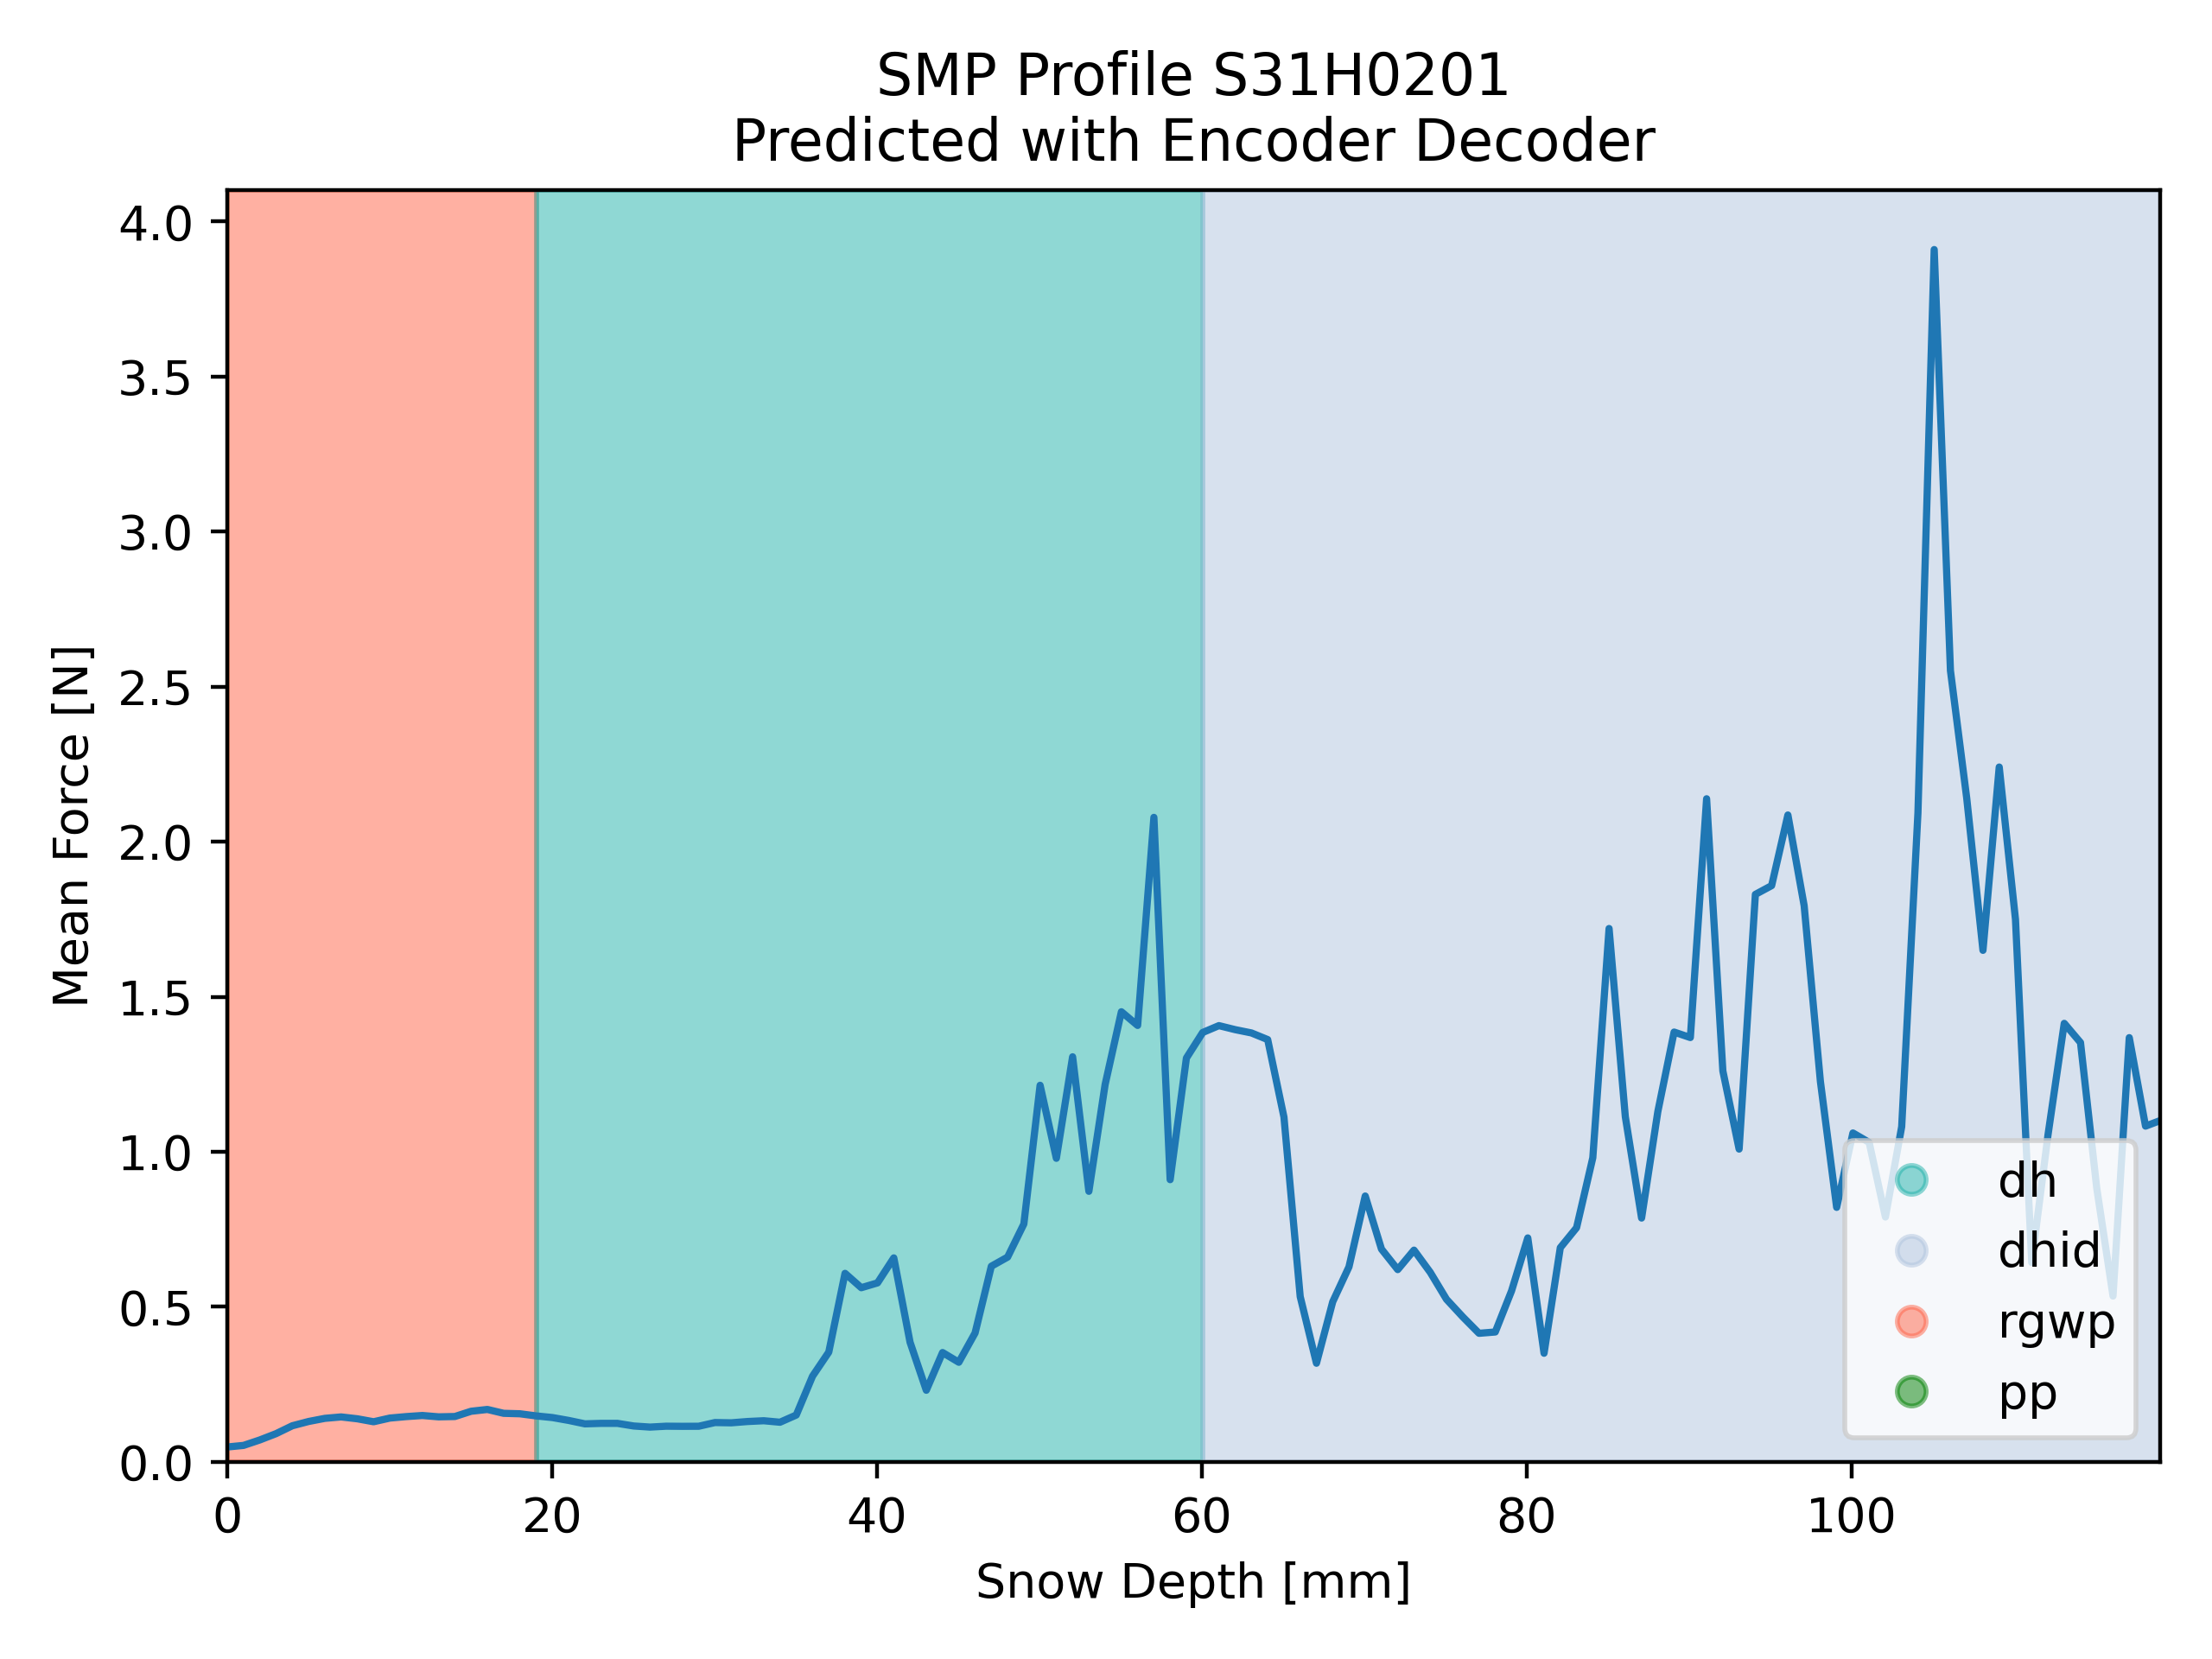 SMP Profile S31H0201
Predicted with Encoder Decoder
Mean Force [N]
4.0
3.5
3.0
2.5
2.0
1.5
1.0
0.5
0.0
0 20 40 60 80 100
Snow Depth [mm]
dh
dhid
rgwp
pp